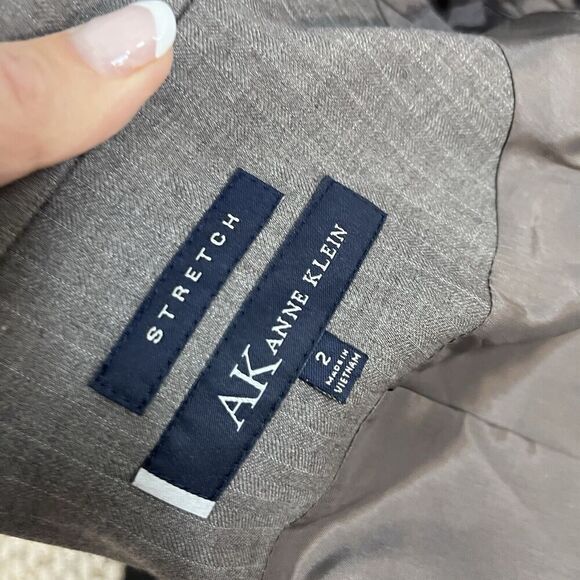 STRETCH
AK ANNE KLEIN
2
MADE IN
VIETNAM